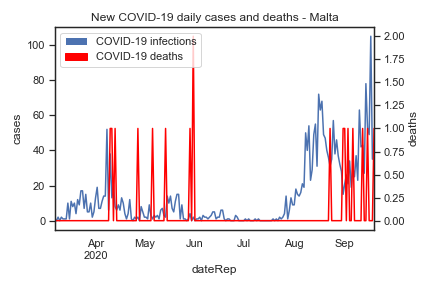 New COVID-19 daily cases and deaths - Malta
COVID-19 infections
COVID-19 deaths
cases
100
80
60
40
20
0
deaths
2.00
1.75
1.50
1.25
1.00
0.75
0.50
0.25
0.00
Apr May Jun Jul Aug Sep
2020
dateRep